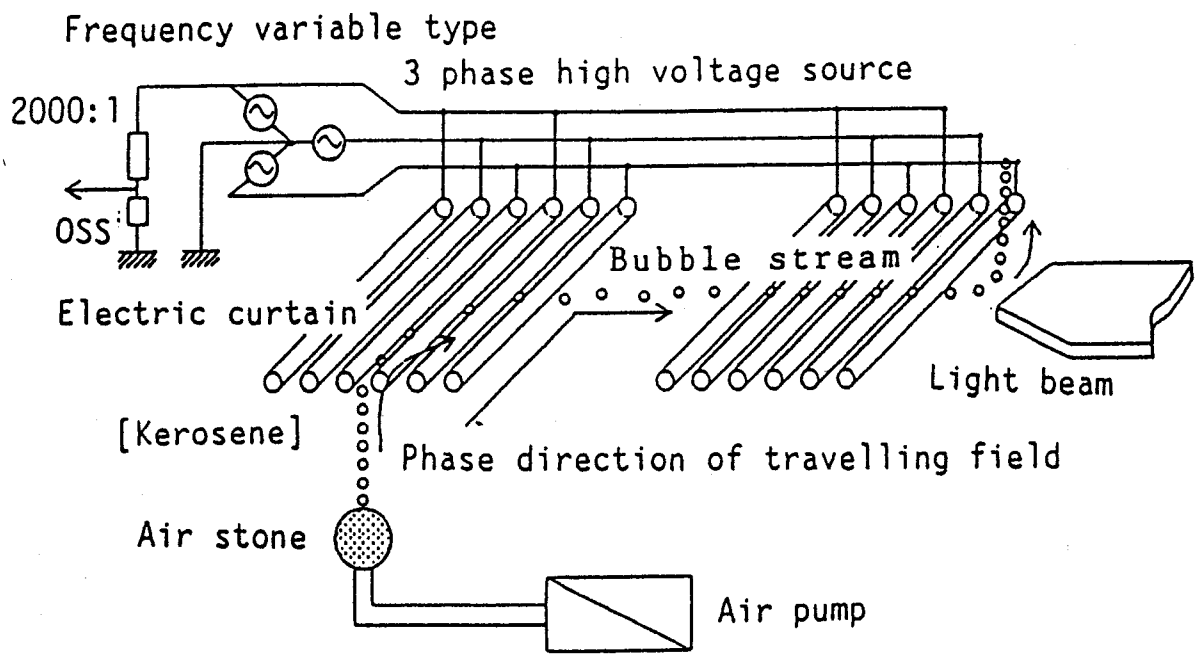 Frequency variable type
3 phase high voltage source
2000:1
OSS
Bubble stream
Electric curtain
Light beam
[Kerosene]
Phase direction of travelling field
Air stone
Air pump